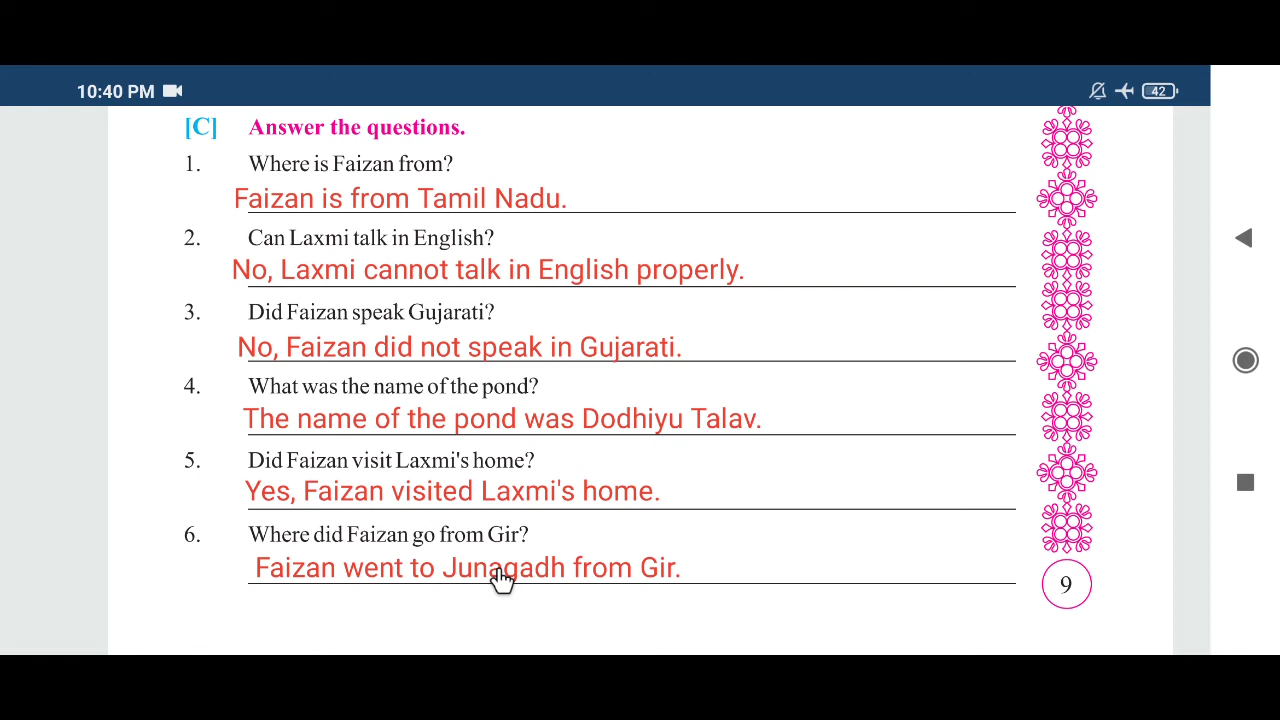 10:40 PM 42
[C] Answer the questions.
1. Where is Faizan from?
Faizan is from Tamil Nadu.
2. Can Laxmi talk in English?
No, Laxmi cannot talk in English properly.
3. Did Faizan speak Gujarati?
No, Faizan did not speak in Gujarati.
4. What was the name of the pond?
The name of the pond was Dodhiyu Talav.
5. Did Faizan visit Laxmi's home?
Yes, Faizan visited Laxmi's home.
6. Where did Faizan go from Gir?
Faizan went to Junagadh from Gir.
9